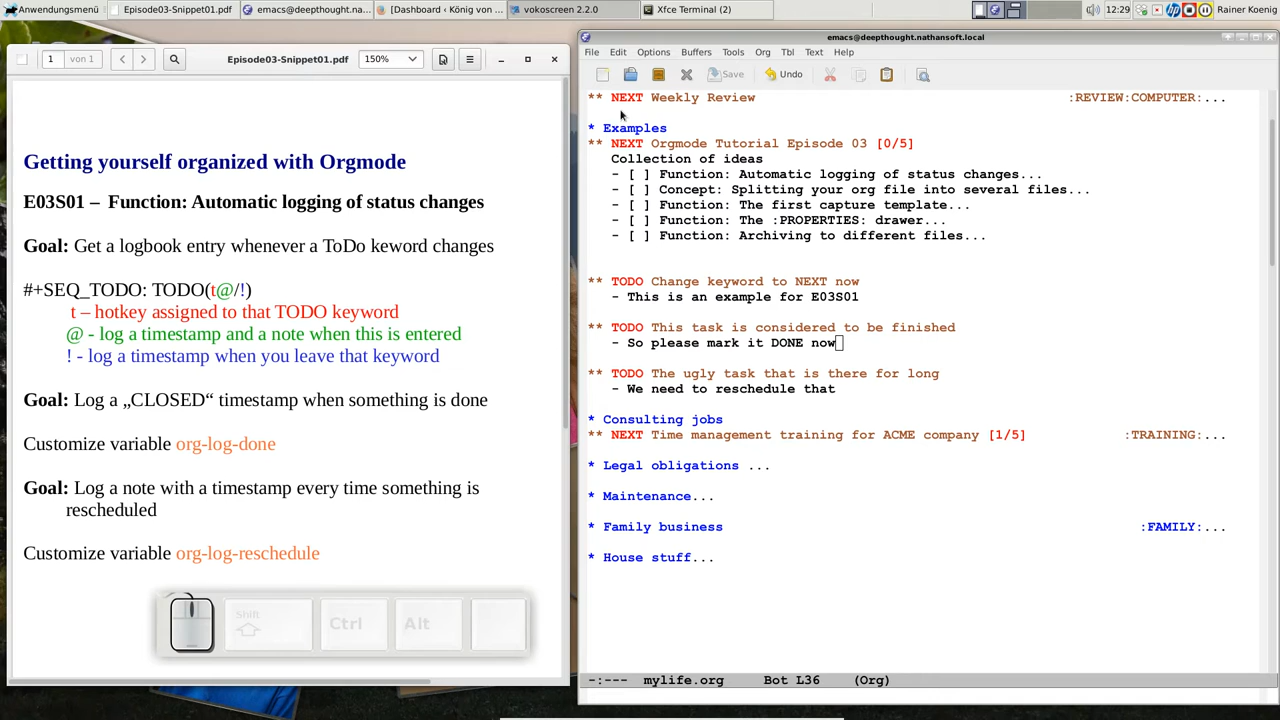 Anwendungsmenü
Episode03-Snippet01.pdf
emacs@deepthought.na...
[Dashboard ‹ König von ...
vokoscreen 2.2.0
Xfce Terminal (2)
12:29
Rainer Koenig
1
von 1
Episode03-Snippet01.pdf
150%
Getting yourself organized with Orgmode
E03S01 – Function: Automatic logging of status changes
Goal: Get a logbook entry whenever a ToDo keword changes
#+SEQ_TODO: TODO(t@/!)
t – hotkey assigned to that TODO keyword
@ - log a timestamp and a note when this is entered
! - log a timestamp when you leave that keyword
Goal: Log a „CLOSED“ timestamp when something is done
Customize variable org-log-done
Goal: Log a note with a timestamp every time something is
rescheduled
Customize variable org-log-reschedule
Shift
Ctrl
Alt
emacs@deepthought.nathansoft.local
File Edit Options Buffers Tools Org Tbl Text Help
Save
Undo
** NEXT Weekly Review :REVIEW:COMPUTER:...
* Examples
** NEXT Orgmode Tutorial Episode 03 [0/5]
Collection of ideas
- [ ] Function: Automatic logging of status changes...
- [ ] Concept: Splitting your org file into several files...
- [ ] Function: The first capture template...
- [ ] Function: The :PROPERTIES: drawer...
- [ ] Function: Archiving to different files...
** TODO Change keyword to NEXT now
- This is an example for E03S01
** TODO This task is considered to be finished
- So please mark it DONE now
** TODO The ugly task that is there for long
- We need to reschedule that
* Consulting jobs
** NEXT Time management training for ACME company [1/5] :TRAINING:...
* Legal obligations ...
* Maintenance...
* Family business :FAMILY:...
* House stuff...
-:--- mylife.org Bot L36 (Org)